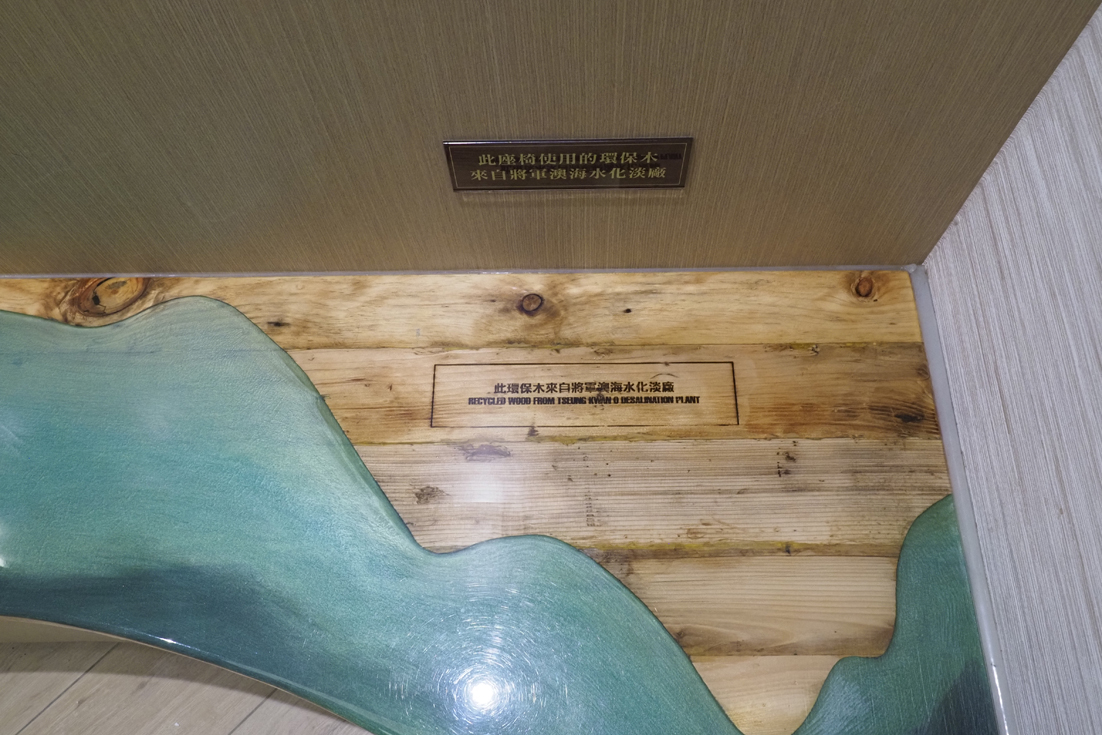 此座椅使用的環保木
來自將軍澳海水化淡廠
此環保木來自將軍澳海水化淡廠
RECYCLED WOOD FROM TSEUNG KWAN O DESALINATION PLANT